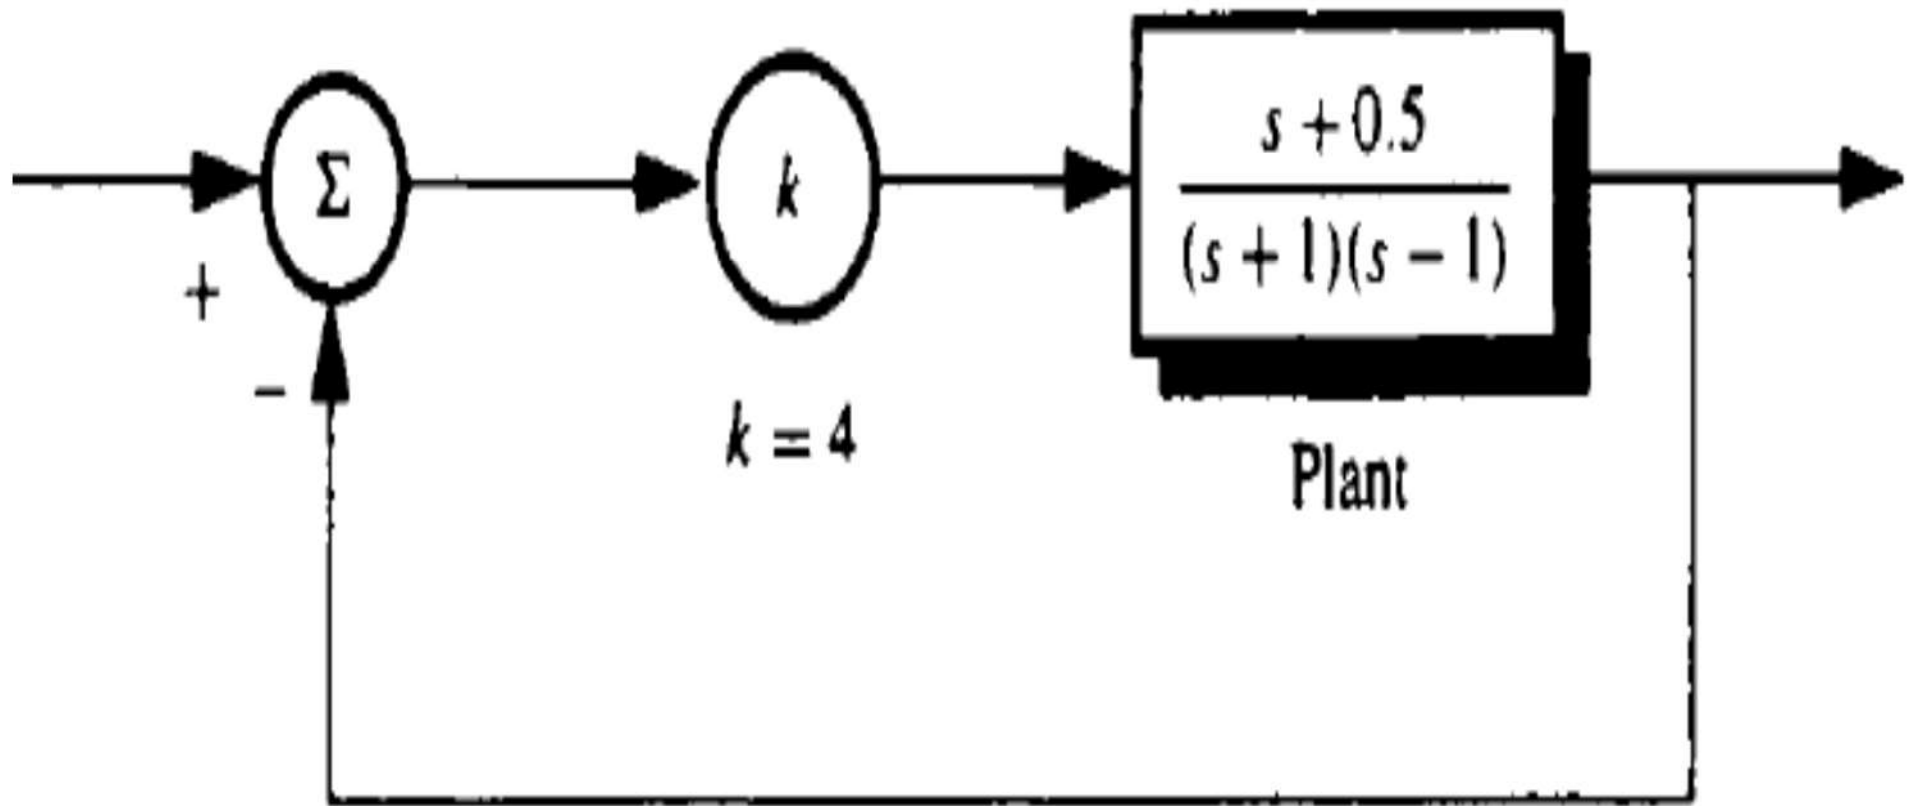 Σ
k
s + 0.5
(s + 1)(s − 1)
+
−
k = 4
Plant